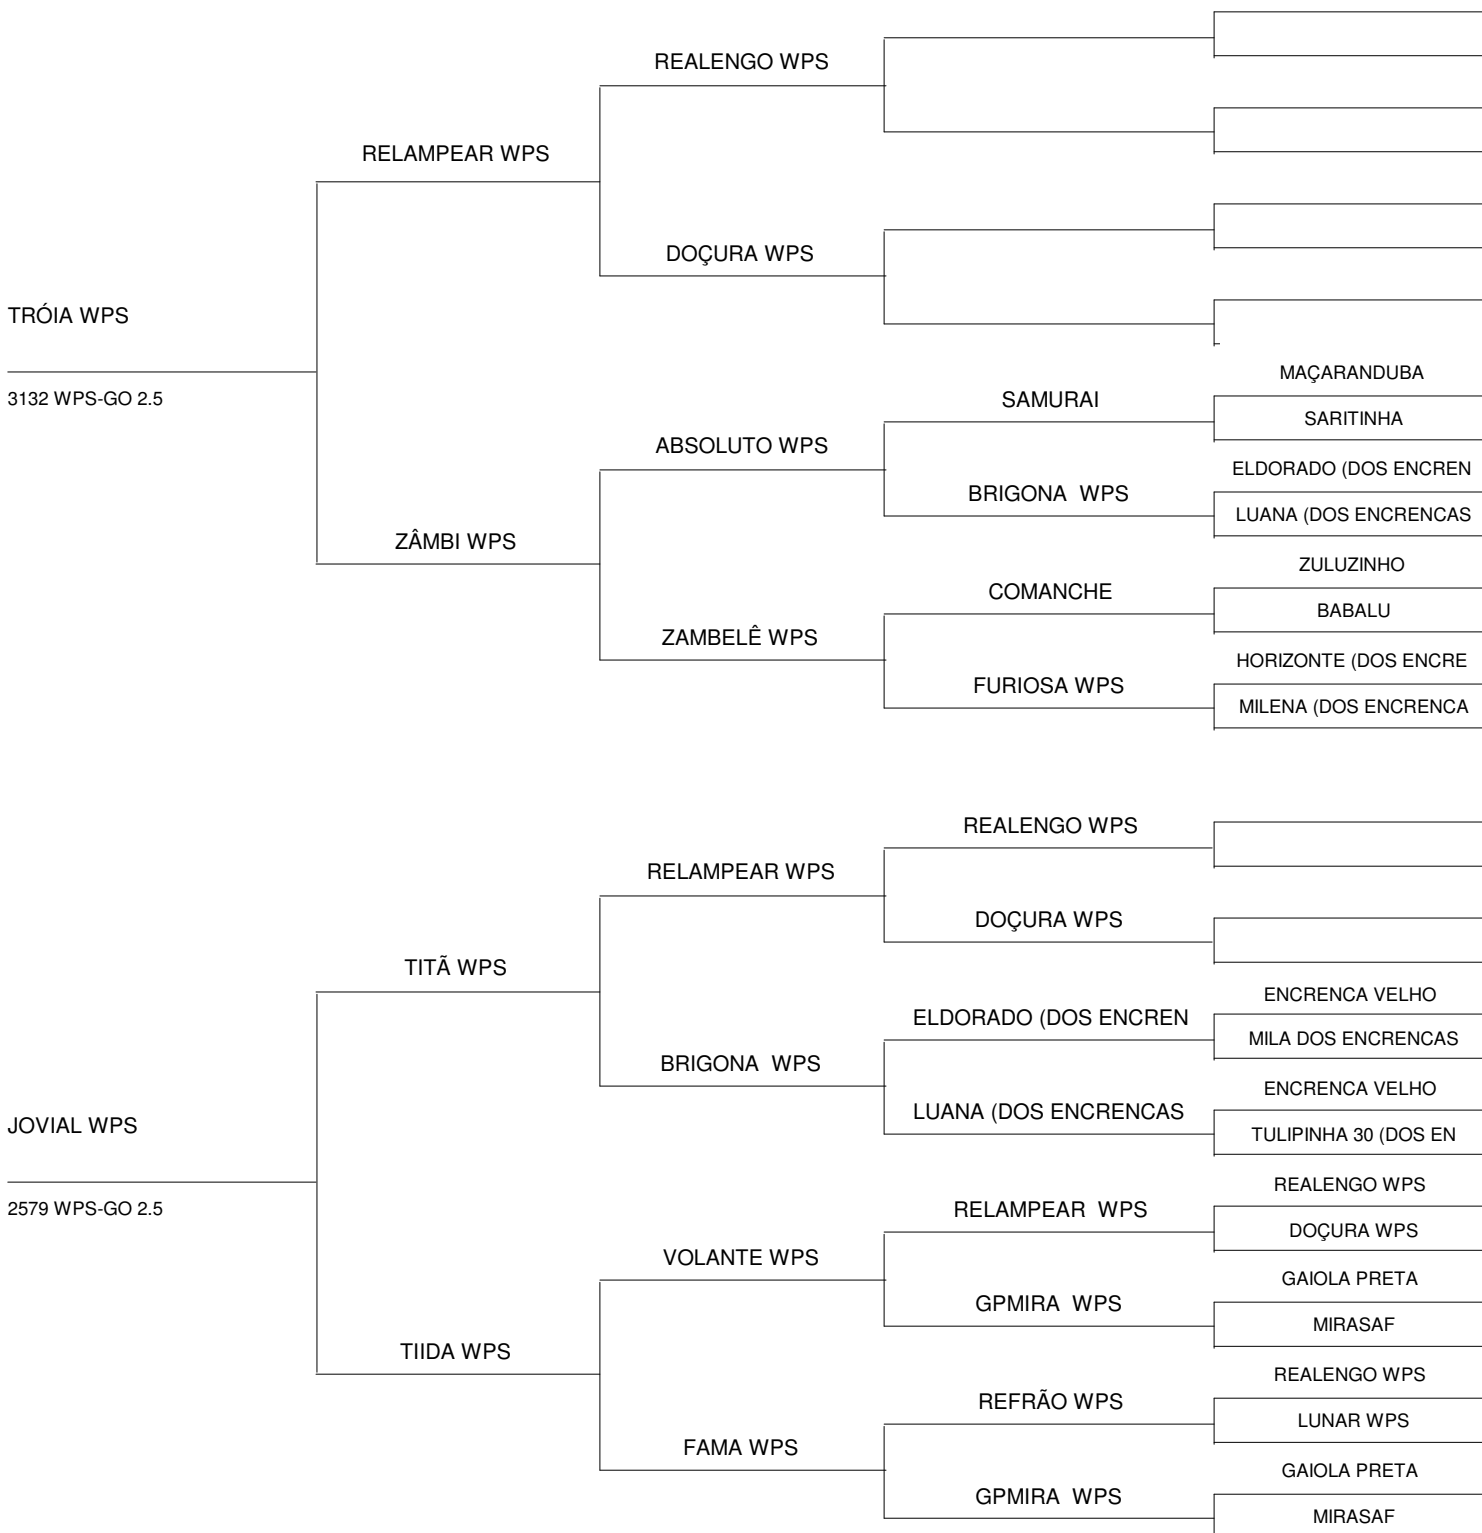 REALENGO WPS
RELAMPEAR WPS
DOÇURA WPS
TRÓIA WPS
3132 WPS-GO 2.5
MAÇARANDUBA
SAMURAI
SARITINHA
ABSOLUTO WPS
ELDORADO (DOS ENCREN
BRIGONA  WPS
LUANA (DOS ENCRENCAS
ZÂMBI WPS
ZULUZINHO
COMANCHE
BABALU
ZAMBELÊ WPS
HORIZONTE (DOS ENCRE
FURIOSA WPS
MILENA (DOS ENCRENCA
REALENGO WPS
RELAMPEAR WPS
DOÇURA WPS
TITÃ WPS
ENCRENCA VELHO
ELDORADO (DOS ENCREN
MILA DOS ENCRENCAS
BRIGONA  WPS
ENCRENCA VELHO
LUANA (DOS ENCRENCAS
TULIPINHA 30 (DOS EN
JOVIAL WPS
2579 WPS-GO 2.5
REALENGO WPS
RELAMPEAR  WPS
DOÇURA WPS
VOLANTE WPS
GAIOLA PRETA
GPMIRA  WPS
MIRASAF
TIIDA WPS
REALENGO WPS
REFRÃO WPS
LUNAR WPS
FAMA WPS
GAIOLA PRETA
GPMIRA  WPS
MIRASAF